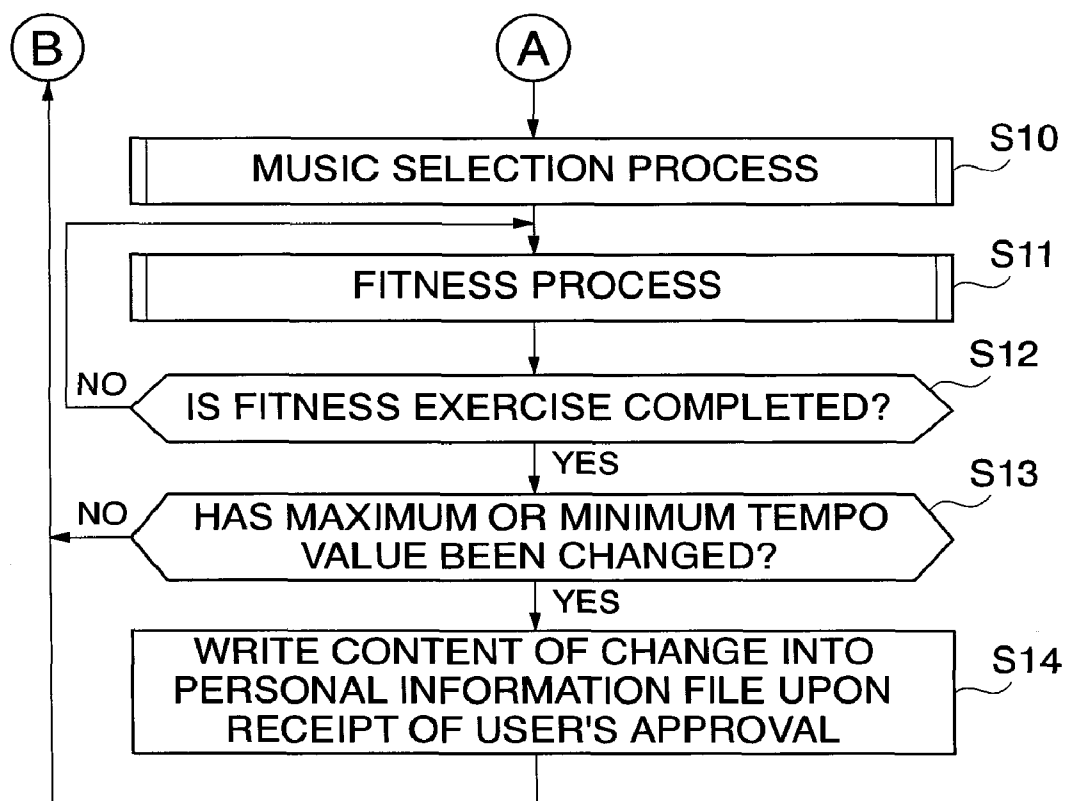 B
A
S10
MUSIC SELECTION PROCESS
S11
FITNESS PROCESS
S12
NO
IS FITNESS EXERCISE COMPLETED?
YES
S13
NO
HAS MAXIMUM OR MINIMUM TEMPO
VALUE BEEN CHANGED?
YES
WRITE CONTENT OF CHANGE INTO
S14
PERSONAL INFORMATION FILE UPON
RECEIPT OF USER'S APPROVAL